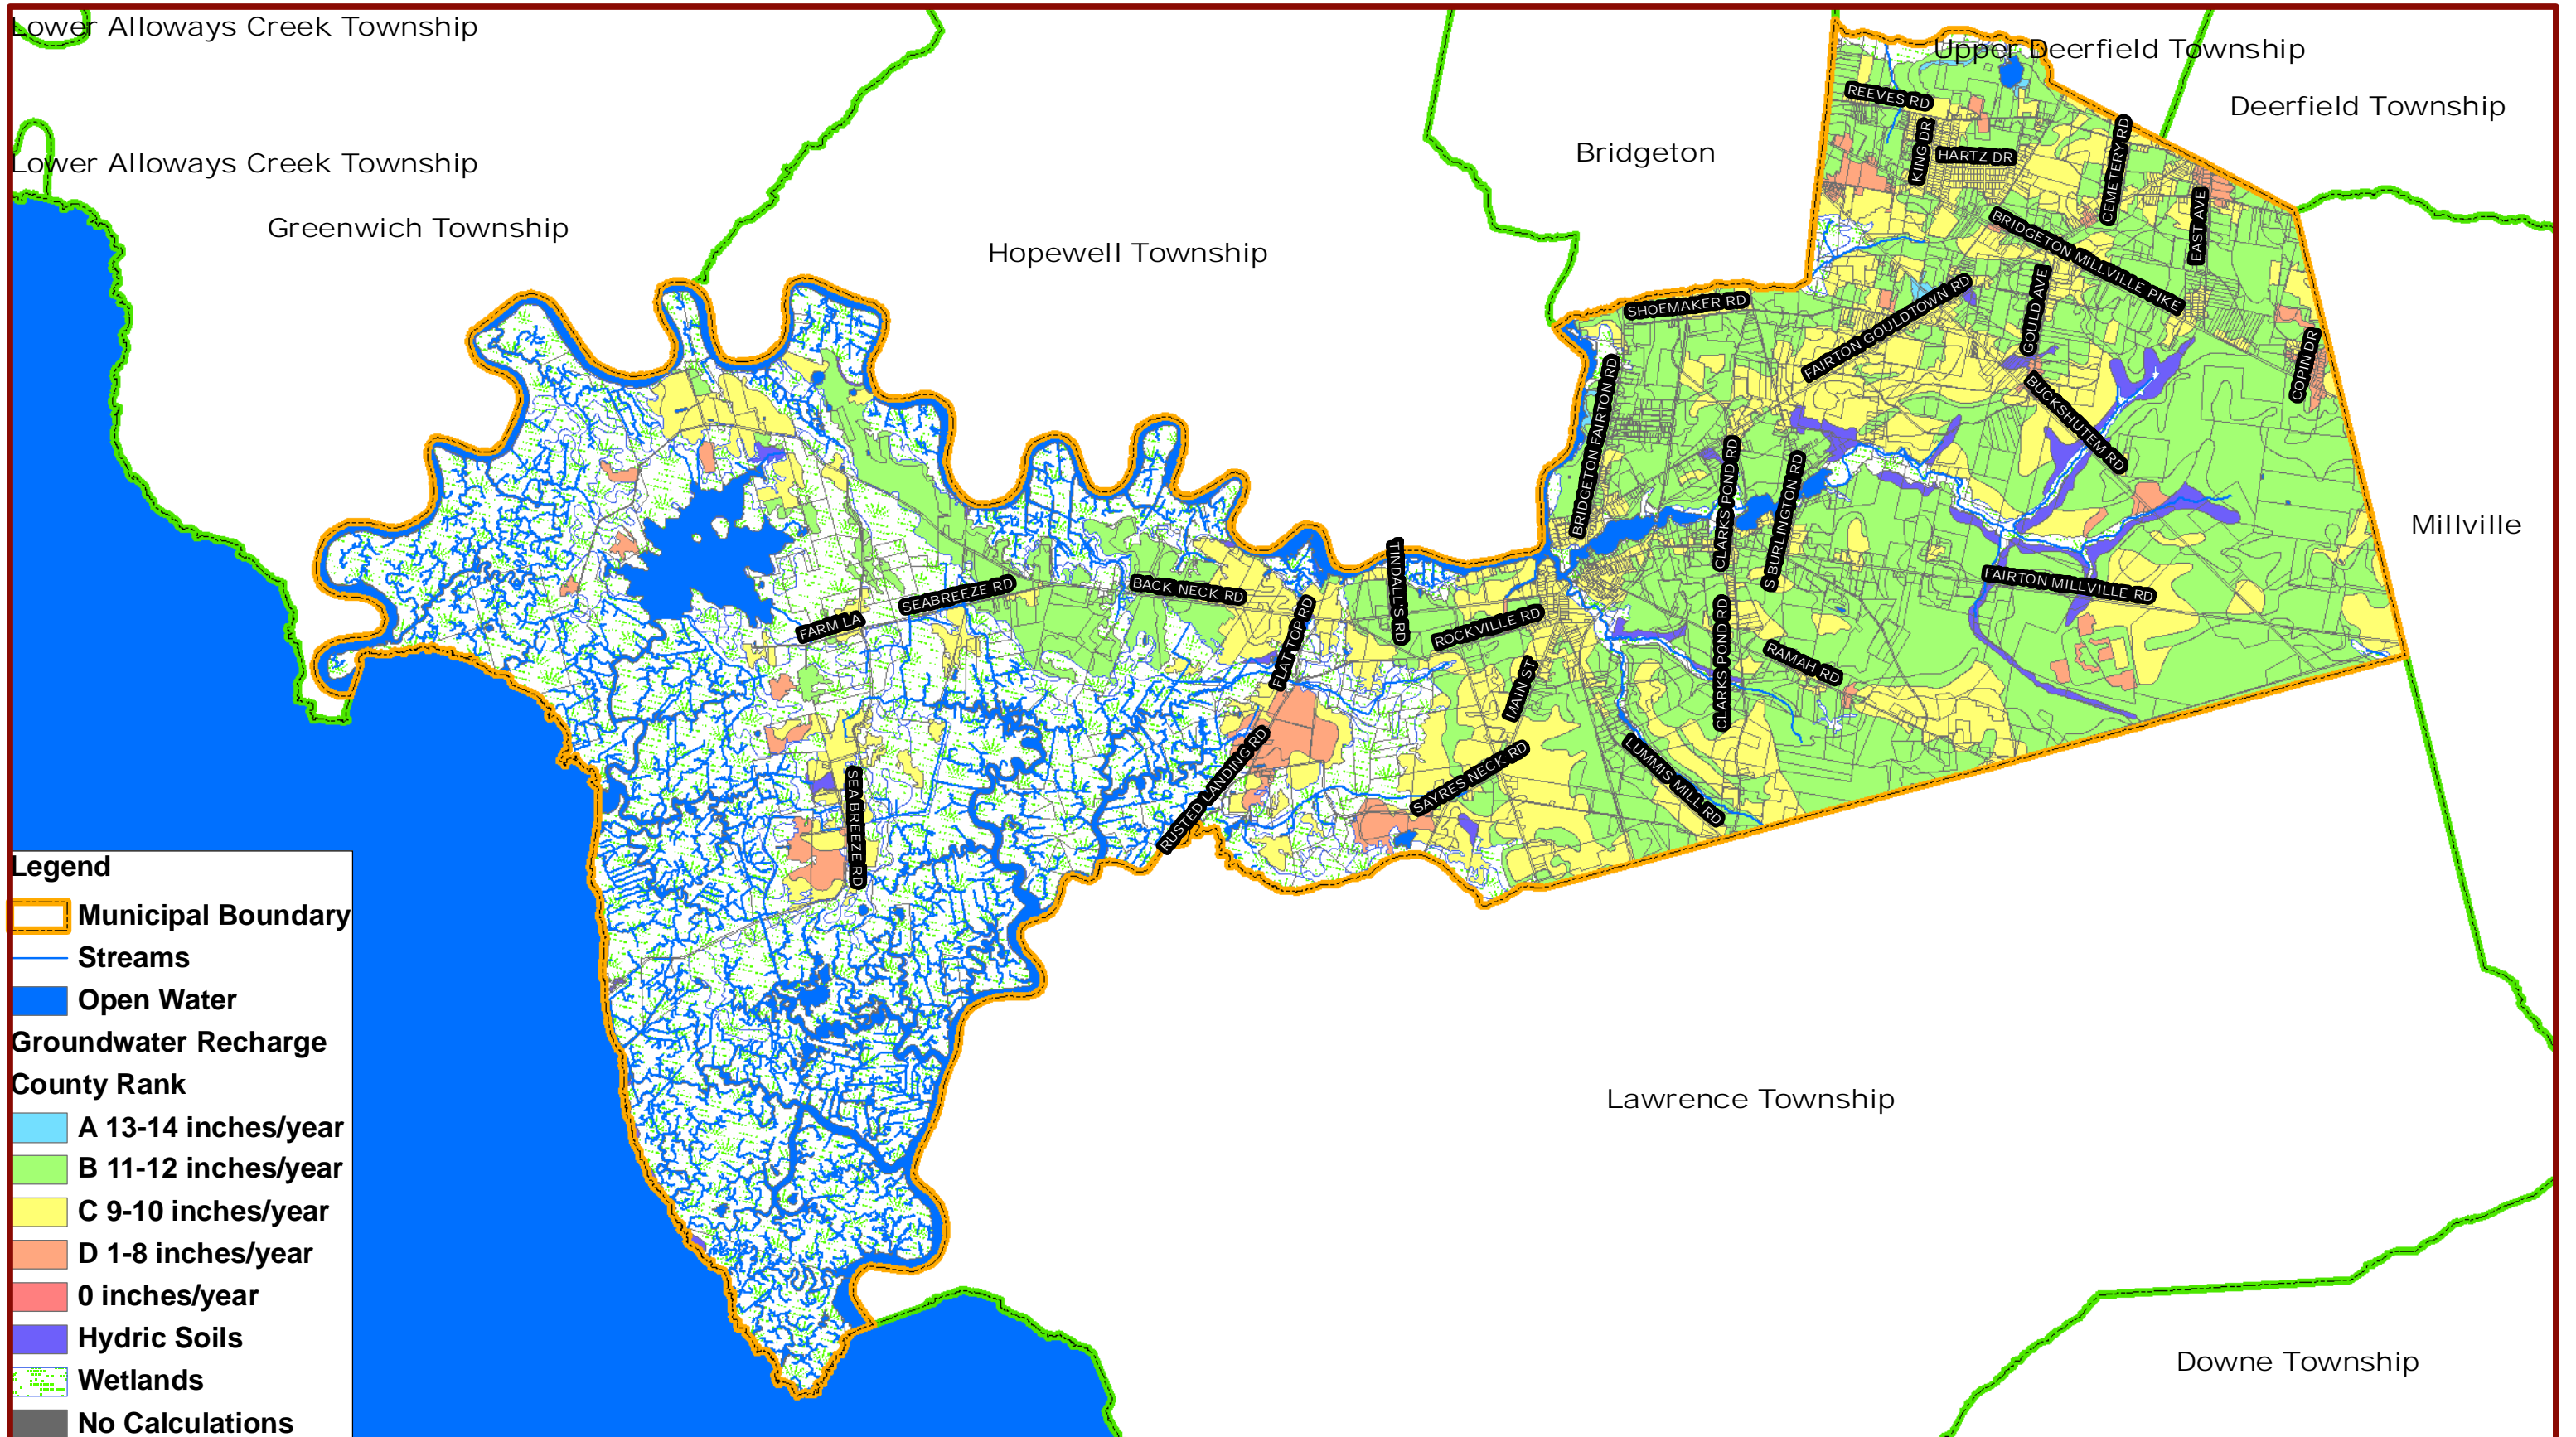 Lower Alloways Creek Township
Upper Deerfield Township
Deerfield Township
REEVES RD
KING DR
HARTZ DR
CEMETERY RD
Bridgeton
Lower Alloways Creek Township
Greenwich Township
Hopewell Township
EAST AVE
BRIDGETON MILLVILLE PIKE
SHOEMAKER RD
FAIRTON GOULDTOWN RD
GOULD AVE
COPIN DR
BRIDGETON FAIRTON RD
BUCKSHUTEM RD
CLARKS POND RD
S BURLINGTON RD
Millville
TINDALLS RD
BACK NECK RD
SEABREEZE RD
FARM LA
FLAT TOP RD
ROCKVILLE RD
FAIRTON MILLVILLE RD
CLARKS POND RD
RAMAH RD
MAIN ST
RUSTED LANDING RD
SAYRES NECK RD
LUMMIS MILL RD
SEA BREEZE RD
Lawrence Township
Downe Township
Legend
Municipal Boundary
Streams
Open Water
Groundwater Recharge
County Rank
A 13-14 inches/year
B 11-12 inches/year
C 9-10 inches/year
D 1-8 inches/year
0 inches/year
Hydric Soils
Wetlands
No Calculations